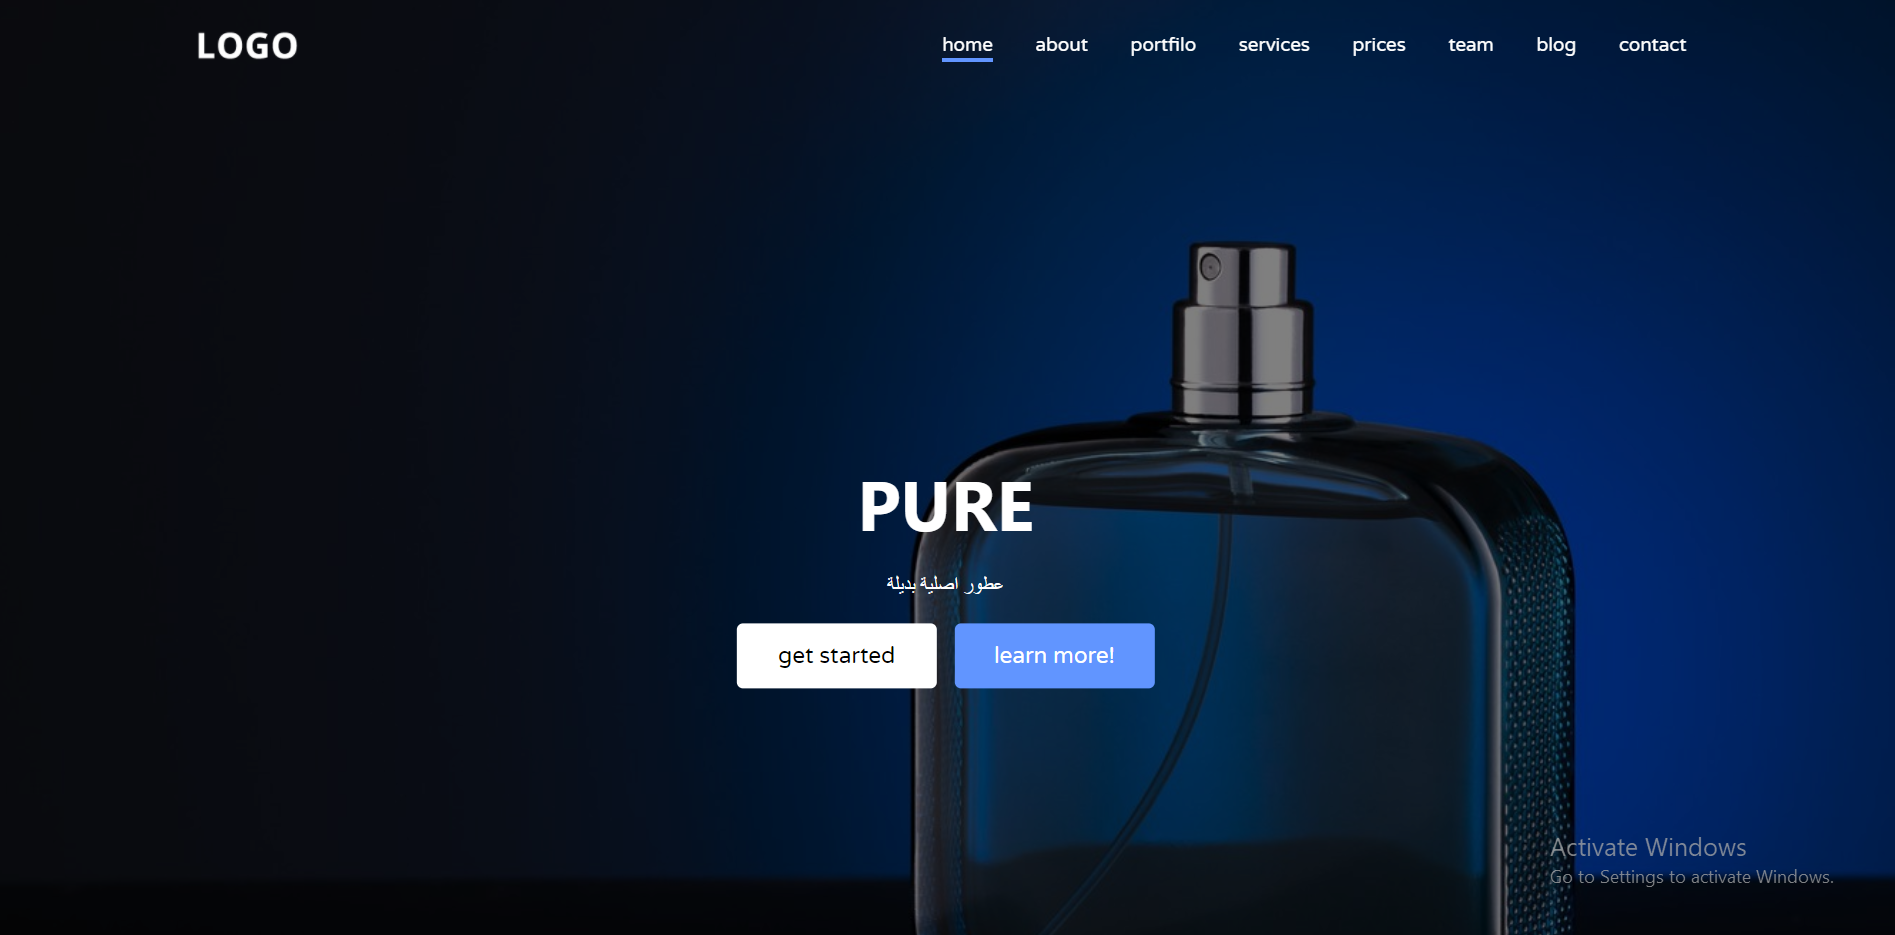 LOGO home about portfilo services prices team blog contact
PURE
عطور اصلية بديلة
get started learn more!
Activate Windows
Go to Settings to activate Windows.